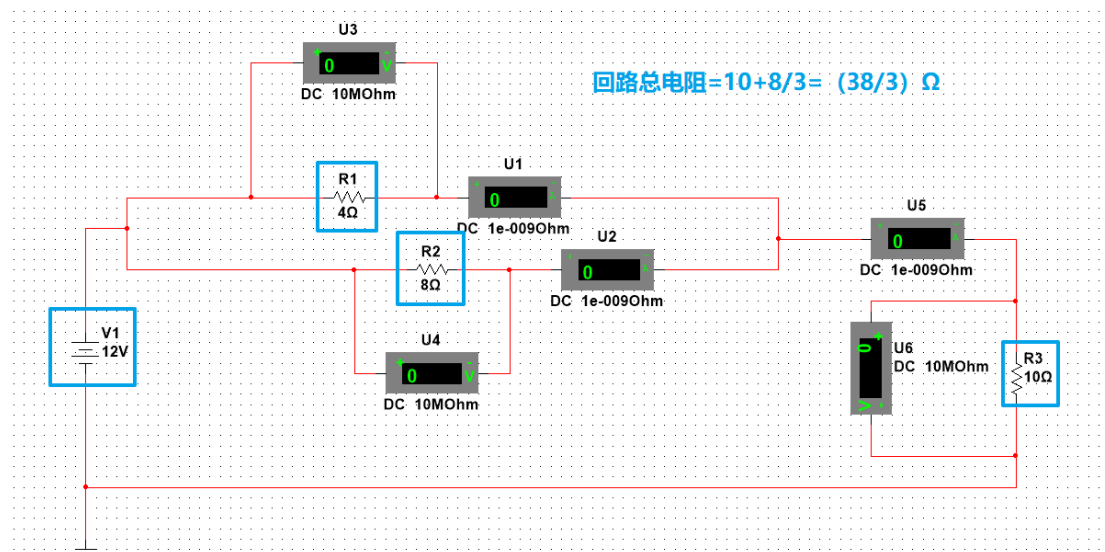 U3
+ -
0 V
DC 10MOhm
回路总电阻=10+8/3=（38/3）Ω
R1
4Ω
U1
+ -
0 A
DC 1e-009Ohm
R2
8Ω
U2
+ -
0 A
DC 1e-009Ohm
U5
+ -
0 A
DC 1e-009Ohm
V1
12V
U4
+ -
0 V
DC 10MOhm
U6
DC 10MOhm
+ -
0 V
R3
10Ω